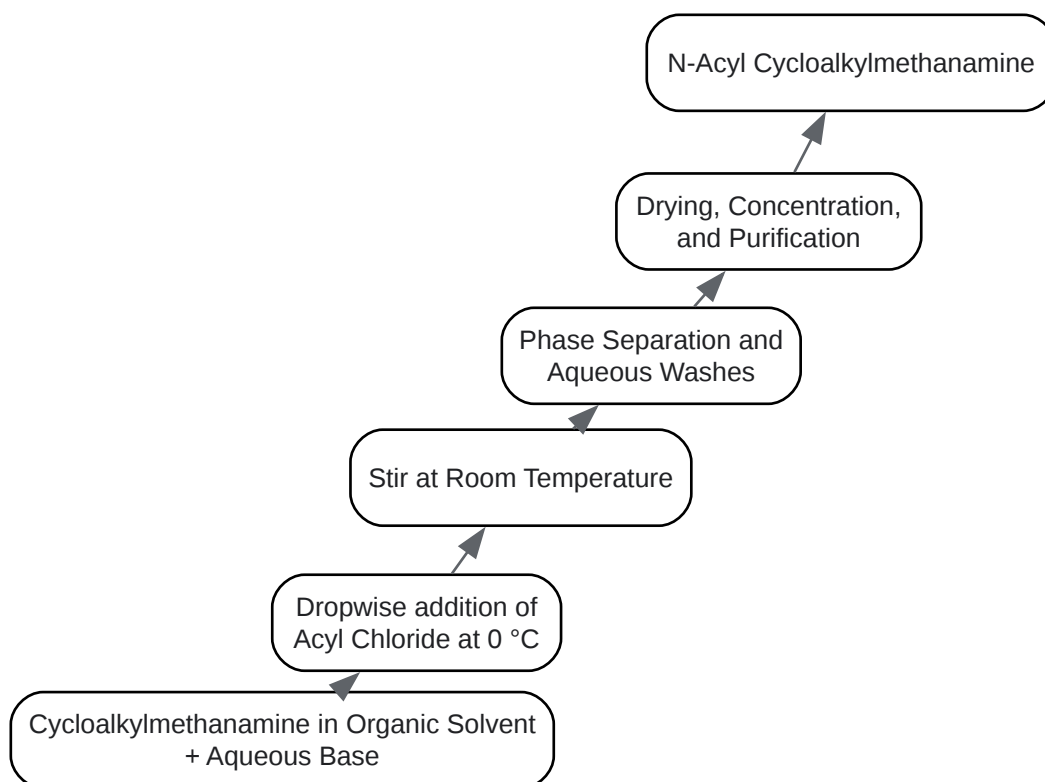 N-Acyl Cycloalkylmethanamine
Drying, Concentration,
and Purification
Phase Separation and
Aqueous Washes
Stir at Room Temperature
Dropwise addition of
Acyl Chloride at 0 °C
Cycloalkylmethanamine in Organic Solvent
+ Aqueous Base